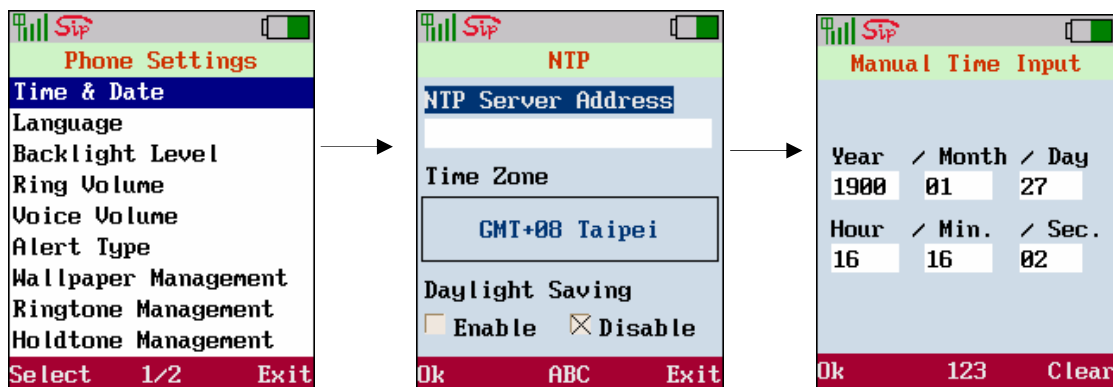 Sip
Phone Settings
Time & Date
Language
Backlight Level
Ring Volume
Voice Volume
Alert Type
Wallpaper Management
Ringtone Management
Holdtone Management
Select 1/2 Exit
Sip
NTP
NTP Server Address
Time Zone
GMT+08 Taipei
Daylight Saving
Enable Disable
Ok ABC Exit
Sip
Manual Time Input
Year / Month / Day
1900 01 27
Hour / Min. / Sec.
16 16 02
Ok 123 Clear